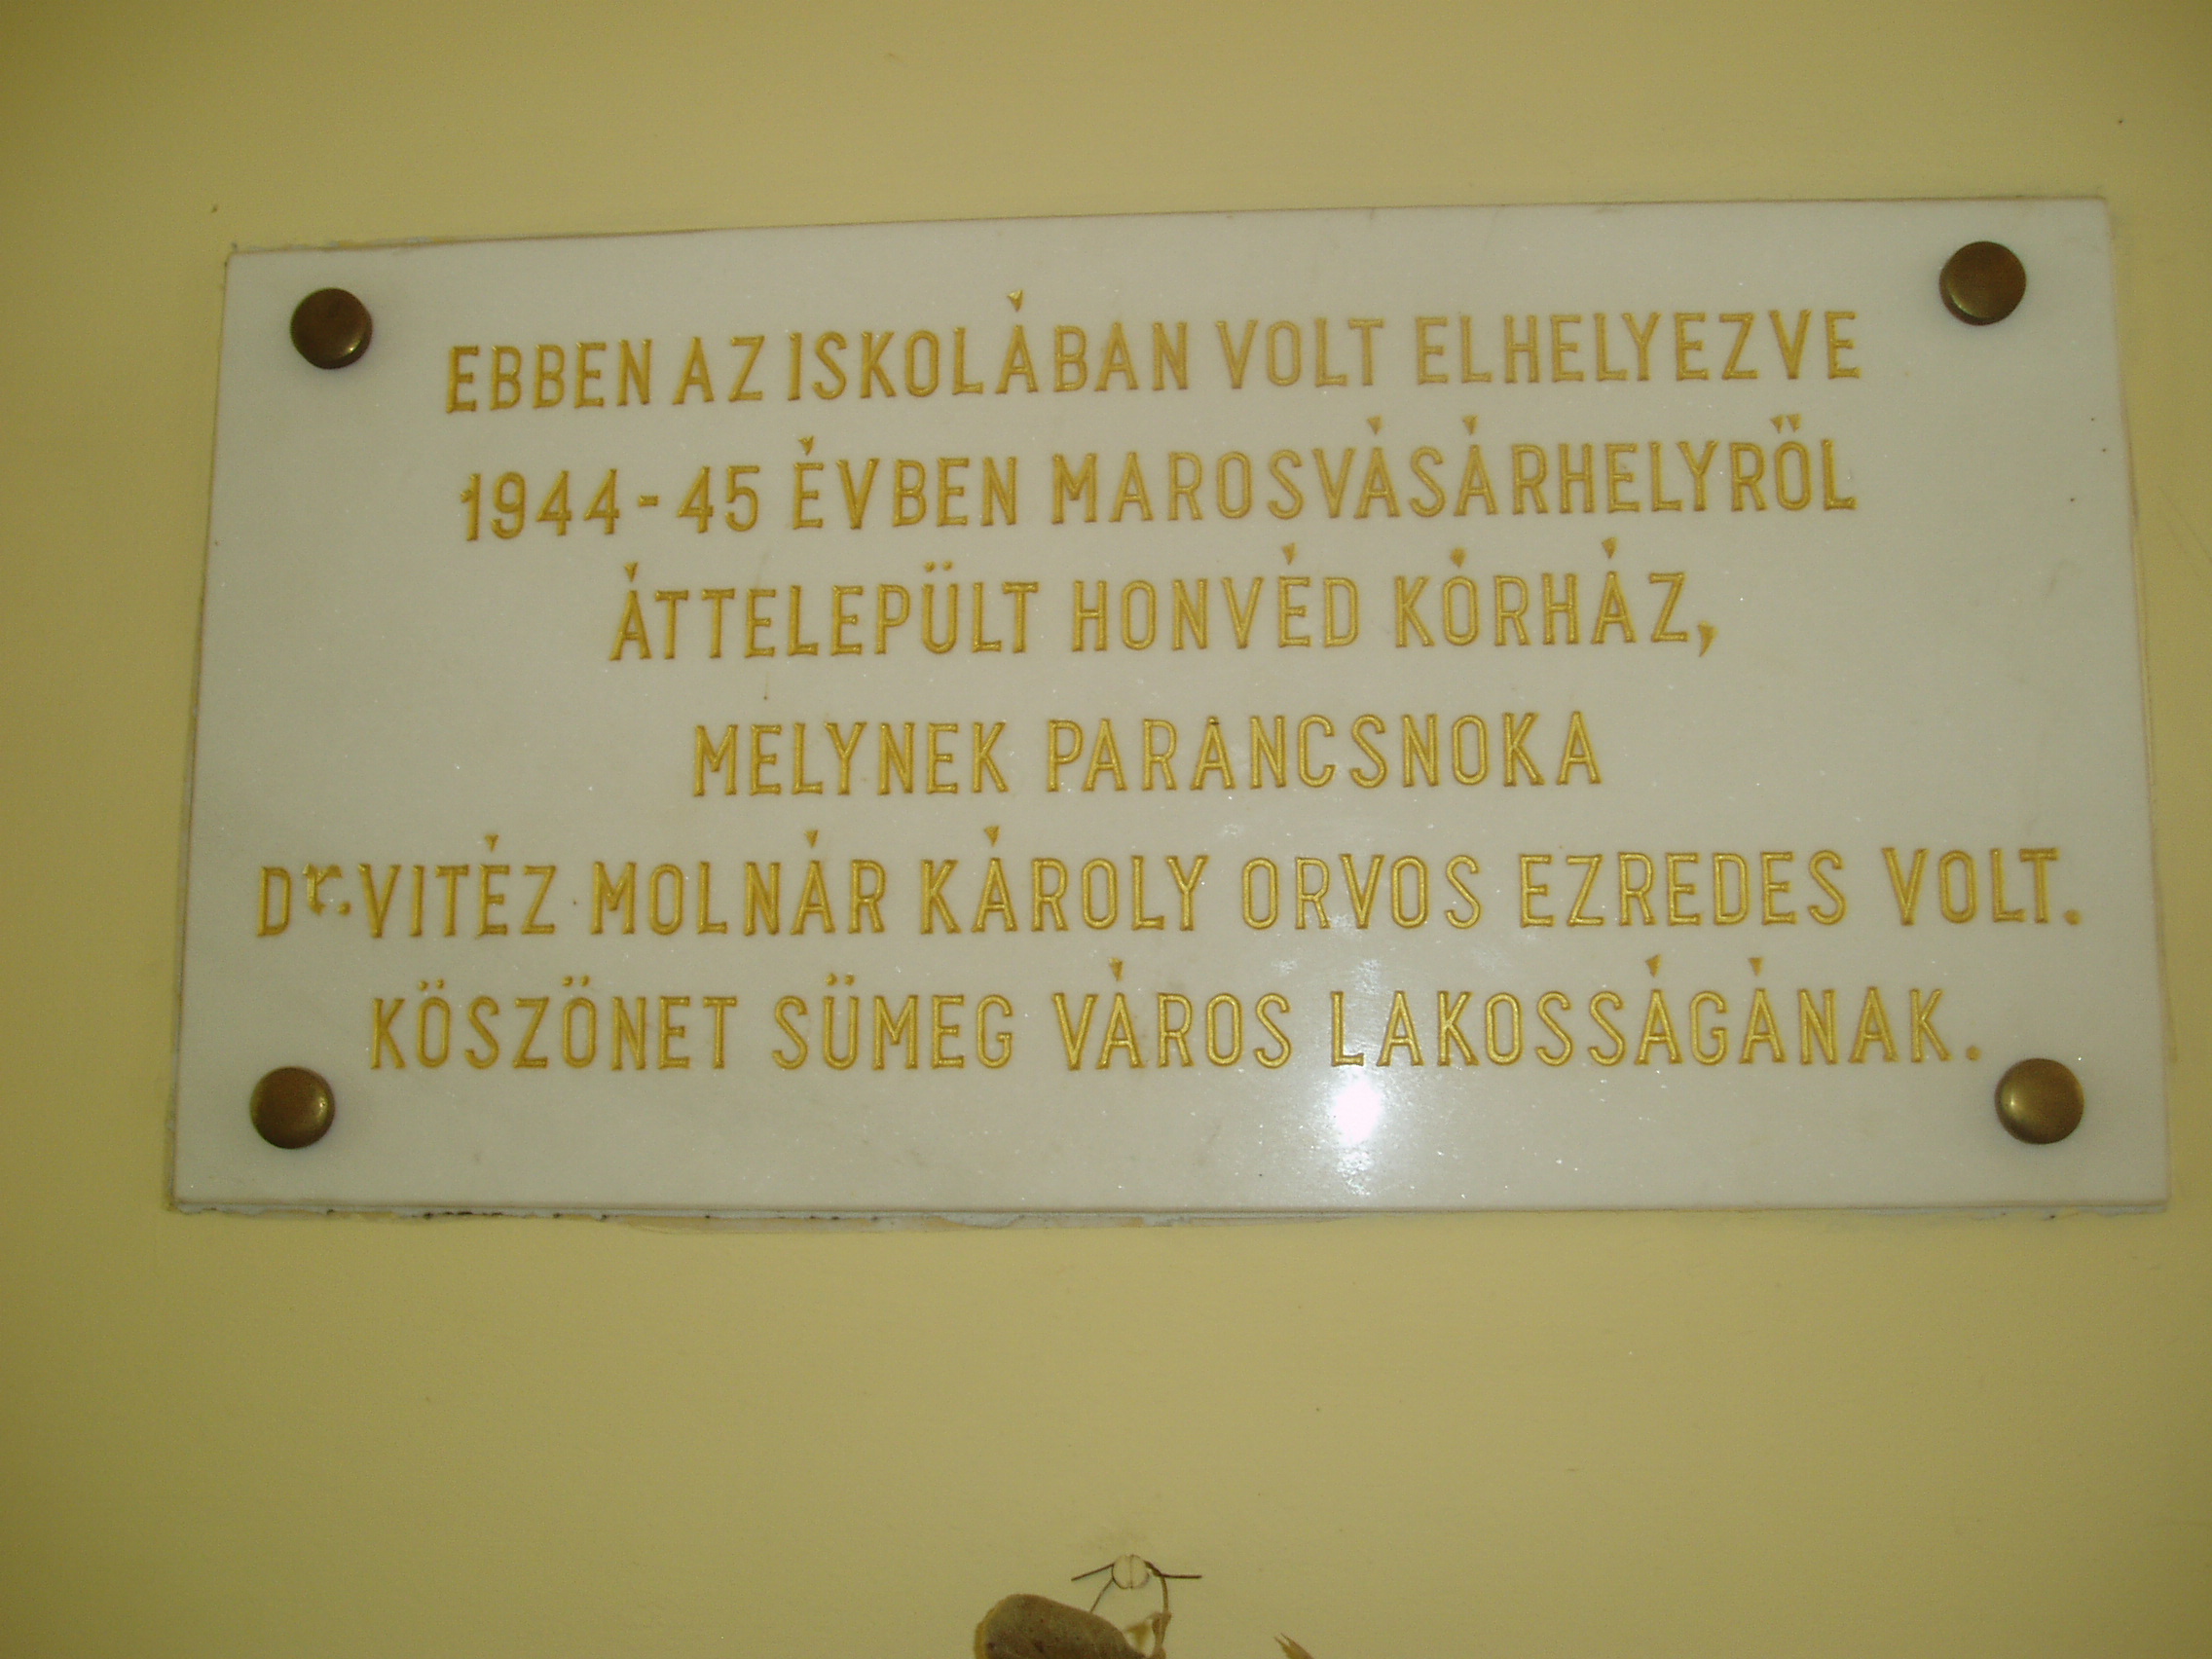 EBBEN AZ ISKOLÁBAN VOLT ELHELYEZVE
1944-45 ÉVBEN MAROSVÁSÁRHELYRŐL
ÁTTELEPÜLT HONVÉD KÓRHÁZ,
MELYNEK PARANCSNOKA
Dr. VITÉZ MOLNÁR KÁROLY ORVOS EZREDES VOLT.
KÖSZÖNET SÜMEG VÁROS LAKOSSÁGÁNAK.